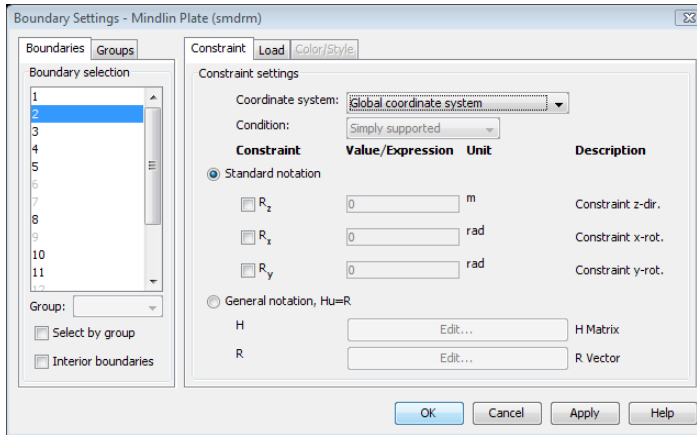 Boundary Settings - Mindlin Plate (smdrm)
Boundaries Groups
Boundary selection
1
2
3
4
5
6
7
8
9
10
11
12
Group:
Select by group
Interior boundaries
Constraint Load Color/Style
Constraint settings
Coordinate system: Global coordinate system
Condition: Simply supported
Constraint Value/Expression Unit Description
Standard notation
Rz 0 m Constraint z-dir.
Rx 0 rad Constraint x-rot.
Ry 0 rad Constraint y-rot.
General notation, Hu=R
H Edit... H Matrix
R Edit... R Vector
OK Cancel Apply Help